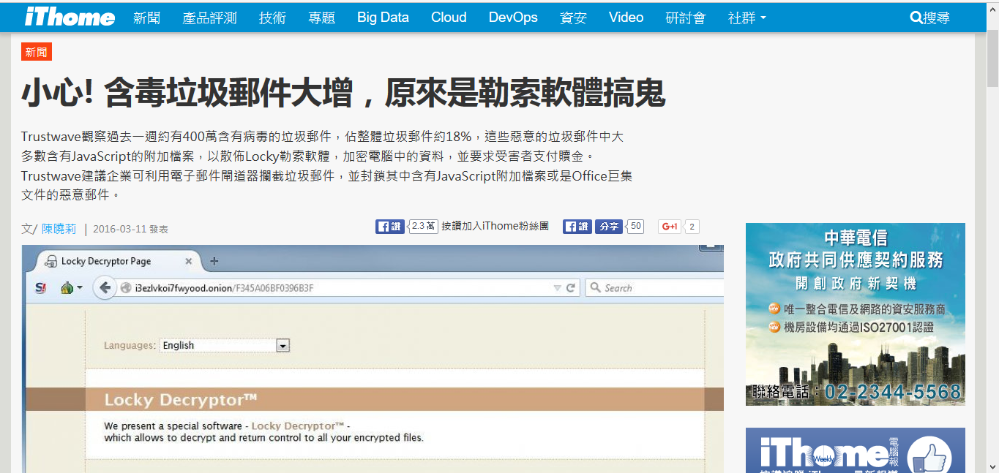 iThome 新聞 產品評測 技術 專題 Big Data Cloud DevOps 資安 Video 研討會 社群 搜尋
新聞
小心! 含毒垃圾郵件大增，原來是勒索軟體搞鬼
Trustwave觀察過去一週約有400萬含有病毒的垃圾郵件，佔整體垃圾郵件約18%，這些惡意的垃圾郵件中大
多數含有JavaScript的附加檔案，以散佈Locky勒索軟體，加密電腦中的資料，並要求受害者支付贖金。
Trustwave建議企業可利用電子郵件閘道器攔截垃圾郵件，並封鎖其中含有JavaScript附加檔案或是Office巨集
文件的惡意郵件。
文/ 陳曉莉 | 2016-03-11 發表
讚 2.3 萬 按讚加入iThome粉絲團 讚 分享 50 G+1 2
Locky Decryptor Page
i3ezlvkoi7fwyood.onion/F345A06BF0396B3F
Search
Languages: English
Locky Decryptor™
We present a special software - Locky Decryptor™ -
which allows to decrypt and return control to all your encrypted files.
中華電信
政府共同供應契約服務
開創政府新契機
唯一整合電信及網路的資安服務商
機房設備均通過ISO27001認證
聯絡電話：02-2344-5568
iThome Weekly 電腦報